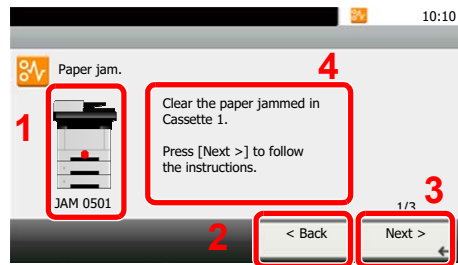 10:10
Paper jam.
4
1
Clear the paper jammed in
Cassette 1.
Press [Next >] to follow
the instructions.
JAM 0501
1/3
3
2
< Back
Next >